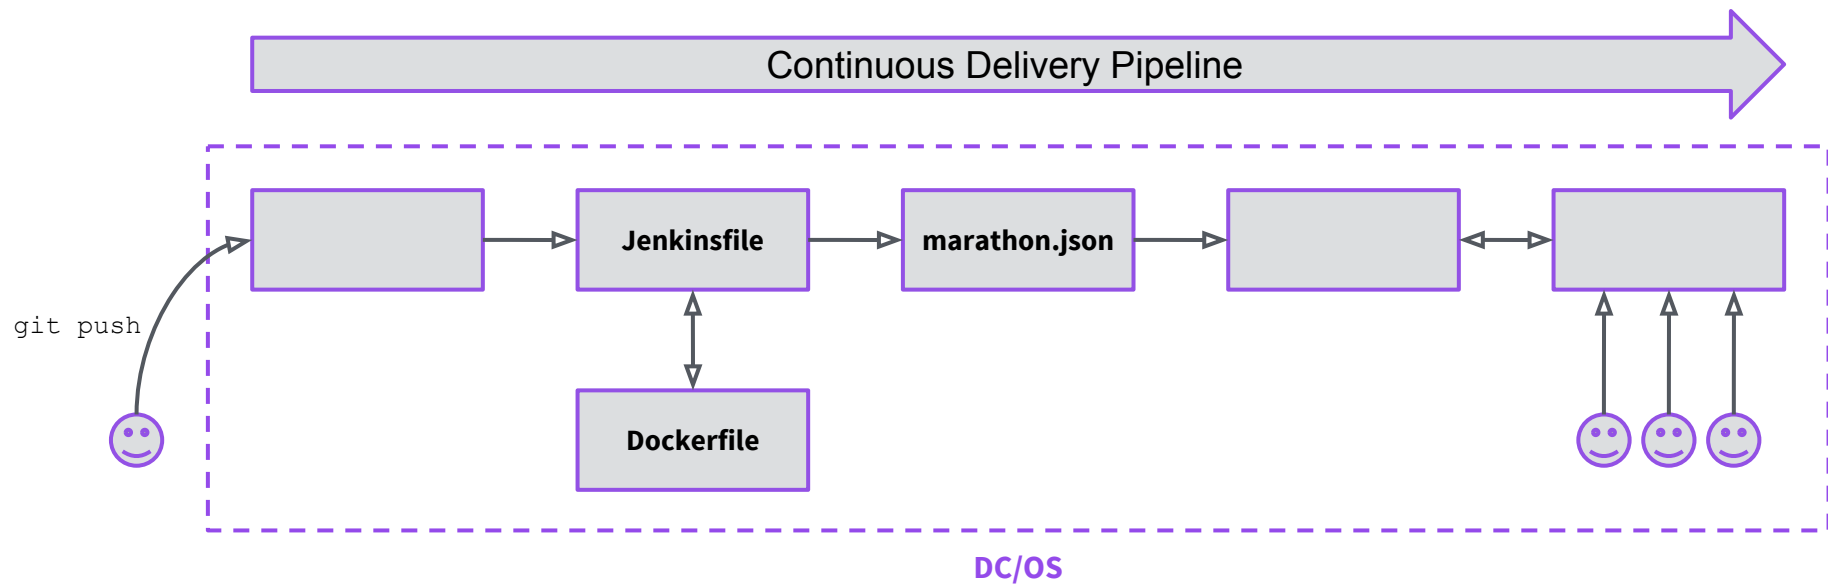 Continuous Delivery Pipeline
Jenkinsfile
marathon.json
git push
Dockerfile
DC/OS